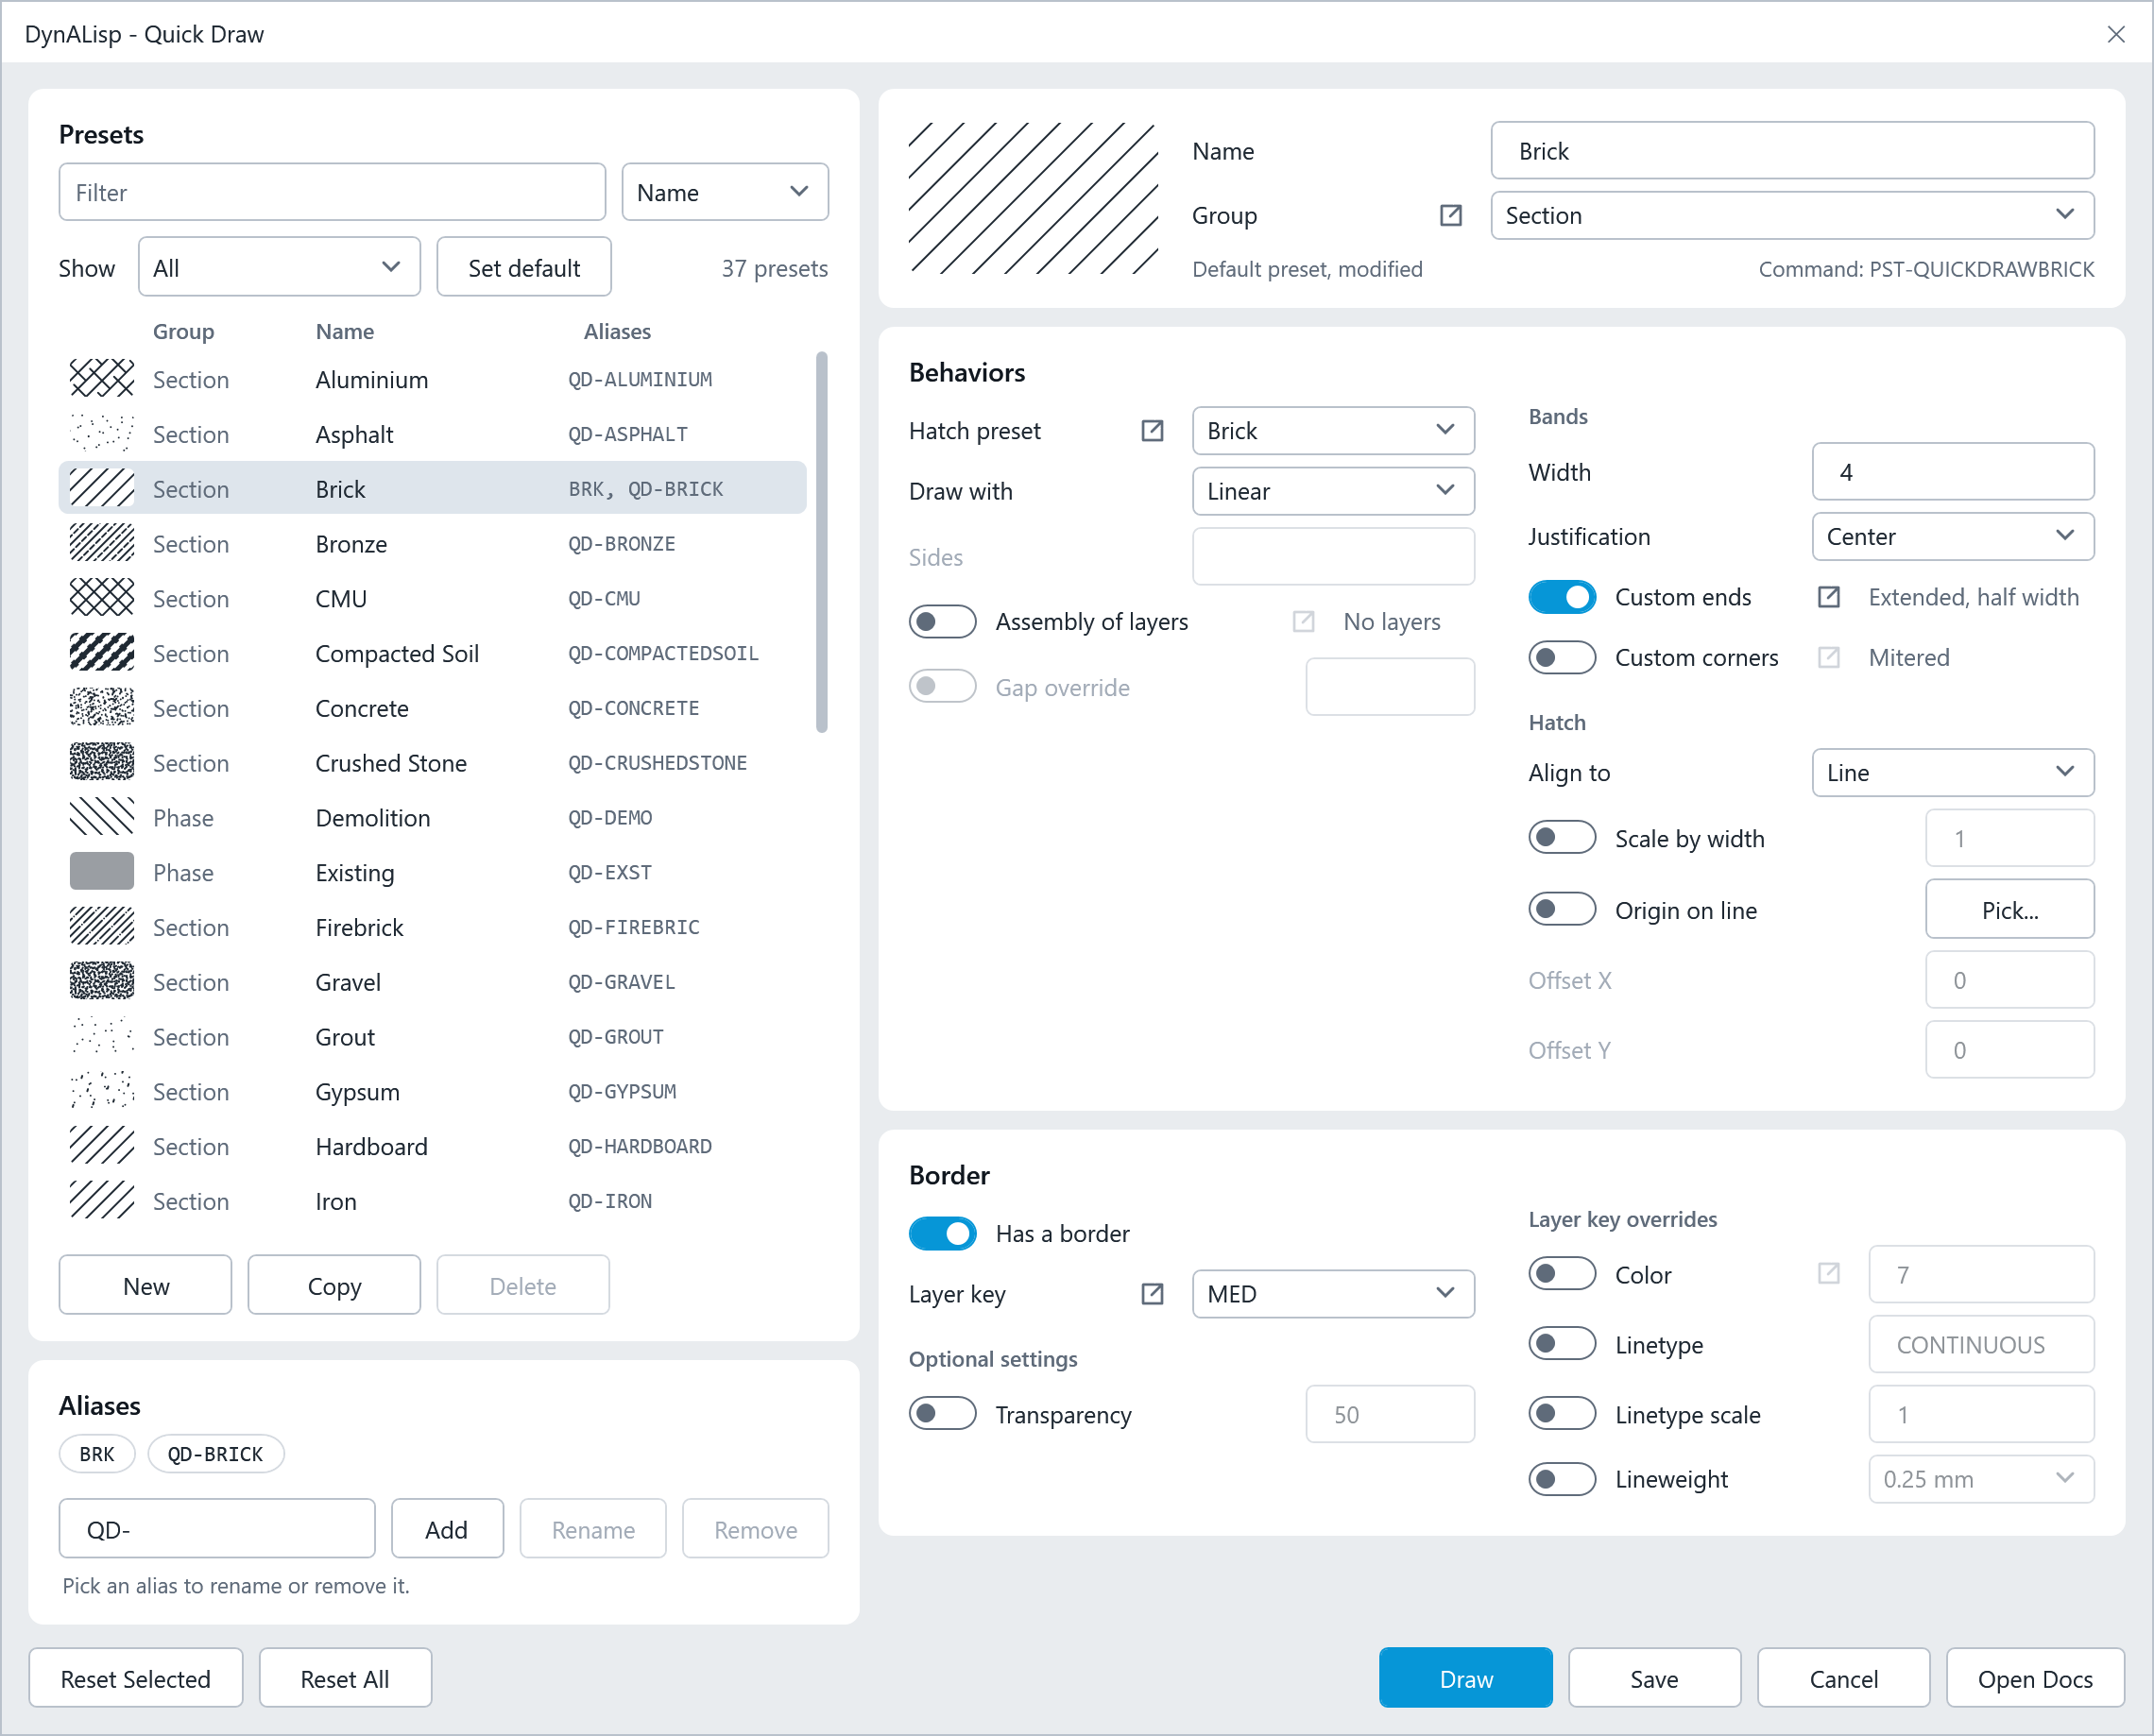 DynALisp - Quick Draw
Presets
Filter
Name
Show
All
Set default
37 presets
Group Name Aliases
Section Aluminium QD-ALUMINIUM
Section Asphalt QD-ASPHALT
Section Brick BRK, QD-BRICK
Section Bronze QD-BRONZE
Section CMU QD-CMU
Section Compacted Soil QD-COMPACTEDSOIL
Section Concrete QD-CONCRETE
Section Crushed Stone QD-CRUSHEDSTONE
Phase Demolition QD-DEMO
Phase Existing QD-EXST
Section Firebrick QD-FIREBRIC
Section Gravel QD-GRAVEL
Section Grout QD-GROUT
Section Gypsum QD-GYPSUM
Section Hardboard QD-HARDBOARD
Section Iron QD-IRON
New
Copy
Delete
Aliases
BRK
QD-BRICK
QD-
Add
Rename
Remove
Pick an alias to rename or remove it.
Name
Brick
Group
Section
Default preset, modified
Command: PST-QUICKDRAWBRICK
Behaviors
Hatch preset
Brick
Draw with
Linear
Sides
Assembly of layers
No layers
Gap override
Bands
Width
4
Justification
Center
Custom ends
Extended, half width
Custom corners
Mitered
Hatch
Align to
Line
Scale by width
1
Origin on line
Pick...
Offset X
0
Offset Y
0
Border
Has a border
Layer key
MED
Optional settings
Transparency
50
Layer key overrides
Color
7
Linetype
CONTINUOUS
Linetype scale
1
Lineweight
0.25 mm
Reset Selected
Reset All
Draw
Save
Cancel
Open Docs